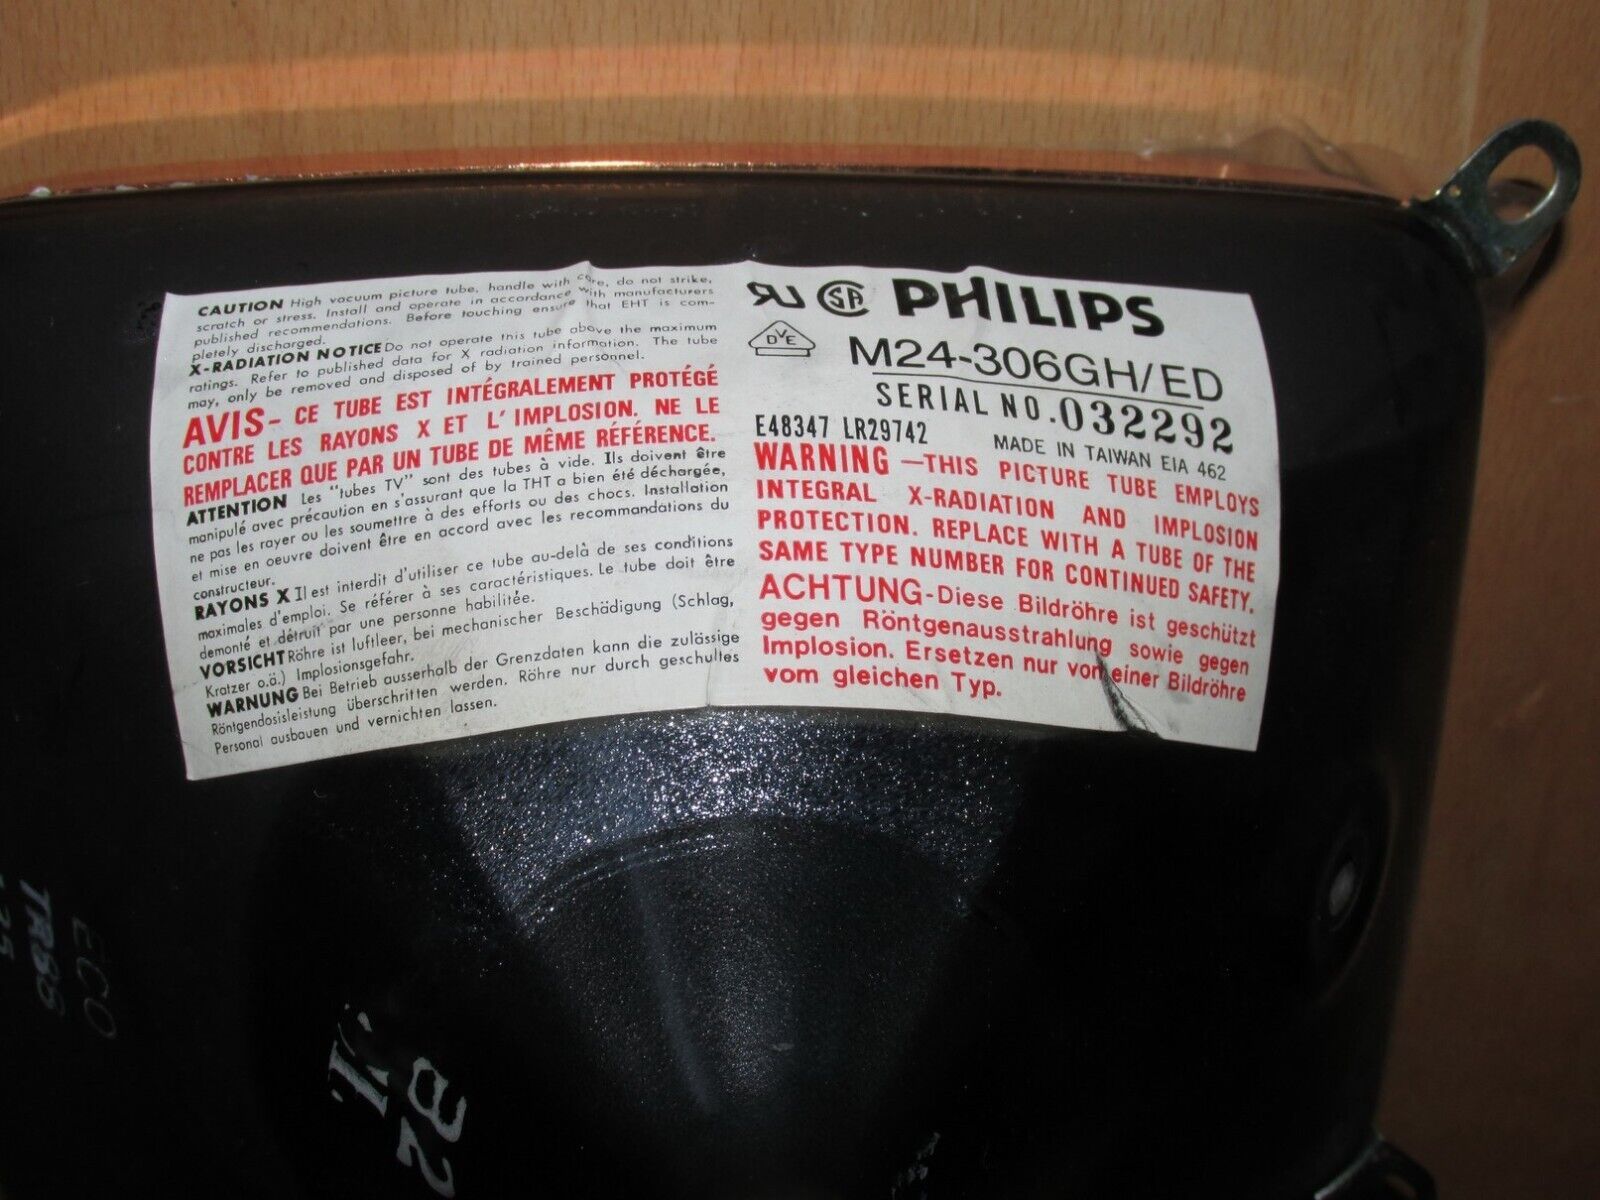 CAUTION High vacuum picture tube, handle with care, do not strike,
scratch or stress. Install and operate in accordance with manufacturers
published recommendations. Before touching ensure that EHT is com-
pletely discharged.
X-RADIATION NOTICE Do not operate this tube above the maximum
ratings. Refer to published data for X radiation information. The tube
may, only be removed and disposed of by trained personnel.
AVIS- CE TUBE EST INTÉGRALEMENT PROTÉGÉ
CONTRE LES RAYONS X ET L'IMPLOSION. NE LE
REMPLACER QUE PAR UN TUBE DE MÊME RÉFÉRENCE.
ATTENTION Les "tubes TV" sont des tubes à vide. Ils doivent être
manipulé avec précaution en s'assurant que la THT a bien été déchargée,
ne pas les rayer ou les soumettre à des efforts ou des chocs. Installation
et mise en oeuvre doivent être en accord avec les recommandations du
constructeur.
RAYONS X Il est interdit d'utiliser ce tube au-delà de ses conditions
maximales d'emploi. Se référer à ses caractéristiques. Le tube doit être
demonté et détruit par une personne habilitée.
VORSICHT Röhre ist luftleer, bei mechanischer Beschädigung (Schlag,
Kratzer o.ä.) Implosionsgefahr.
WARNUNG Bei Betrieb ausserhalb der Grenzdaten kann die zulässige
Röntgendosisleistung überschritten werden. Röhre nur durch geschultes
Personal ausbauen und vernichten lassen.
SA PHILIPS
DVE M24-306GH/ED
SERIAL NO. 032292
E48347 LR29742 MADE IN TAIWAN EIA 462
WARNING —THIS PICTURE TUBE EMPLOYS
INTEGRAL X-RADIATION AND IMPLOSION
PROTECTION. REPLACE WITH A TUBE OF THE
SAME TYPE NUMBER FOR CONTINUED SAFETY.
ACHTUNG-Diese Bildröhre ist geschützt
gegen Röntgenausstrahlung sowie gegen
Implosion. Ersetzen nur von einer Bildröhre
vom gleichen Typ.
ECO